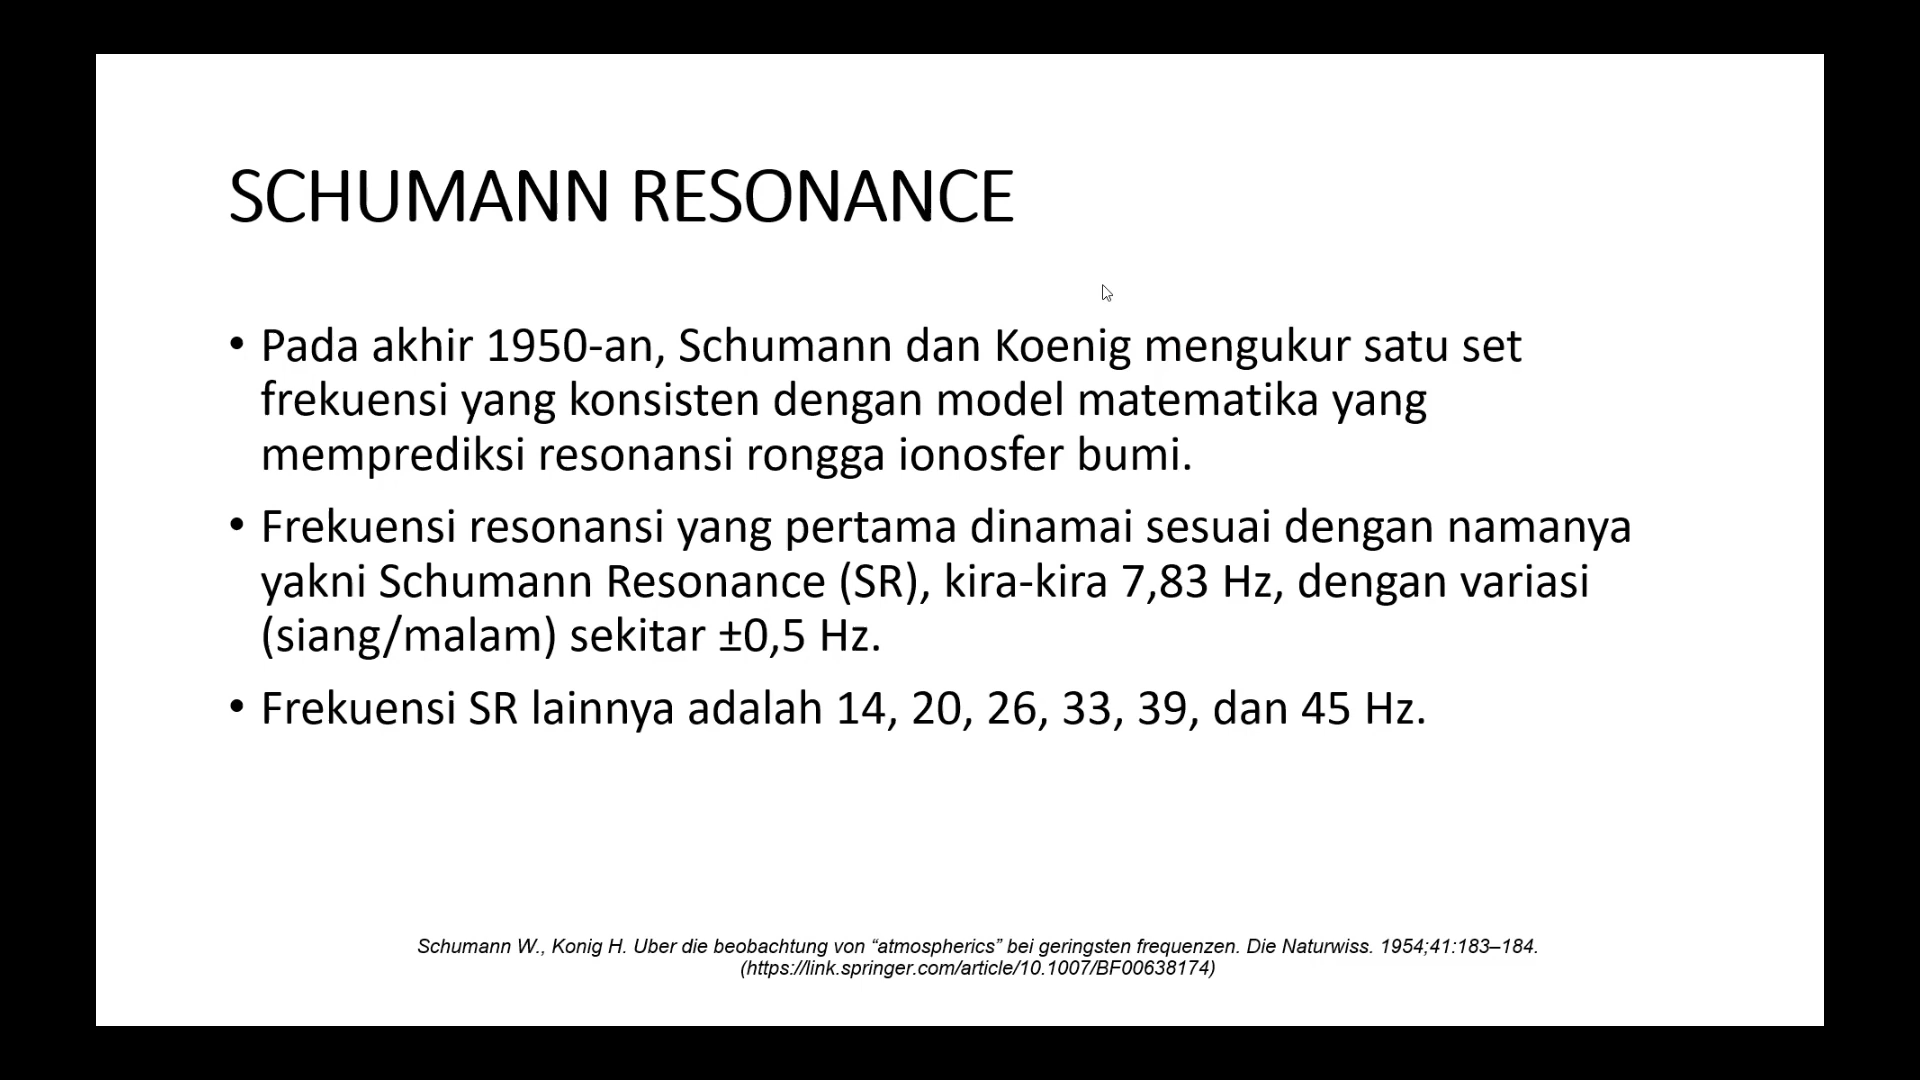 SCHUMANN RESONANCE
• Pada akhir 1950-an, Schumann dan Koenig mengukur satu set
frekuensi yang konsisten dengan model matematika yang
memprediksi resonansi rongga ionosfer bumi.
• Frekuensi resonansi yang pertama dinamai sesuai dengan namanya
yakni Schumann Resonance (SR), kira-kira 7,83 Hz, dengan variasi
(siang/malam) sekitar ±0,5 Hz.
• Frekuensi SR lainnya adalah 14, 20, 26, 33, 39, dan 45 Hz.
Schumann W., Konig H. Uber die beobachtung von “atmospherics” bei geringsten frequenzen. Die Naturwiss. 1954;41:183–184.
(https://link.springer.com/article/10.1007/BF00638174)